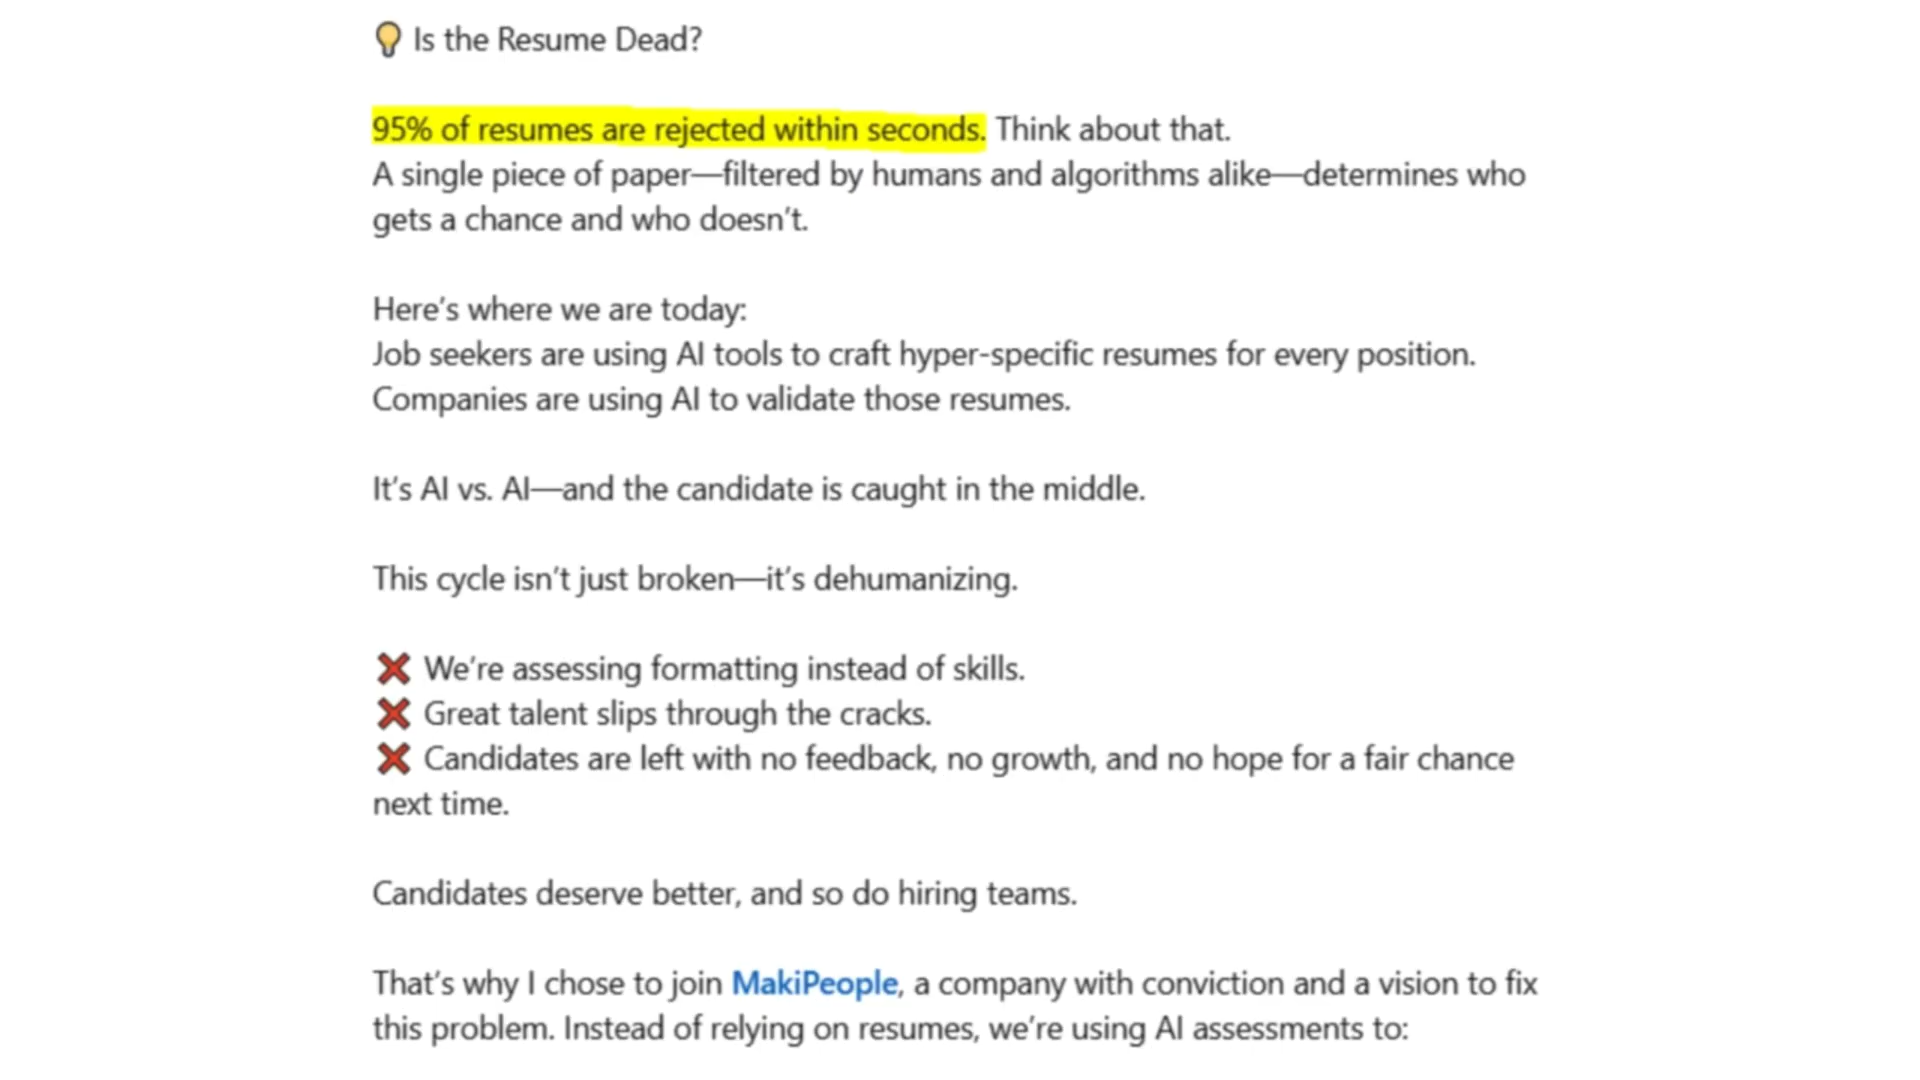 💡 Is the Resume Dead?
95% of resumes are rejected within seconds. Think about that.
A single piece of paper—filtered by humans and algorithms alike—determines who
gets a chance and who doesn’t.
Here’s where we are today:
Job seekers are using AI tools to craft hyper-specific resumes for every position.
Companies are using AI to validate those resumes.
It’s AI vs. AI—and the candidate is caught in the middle.
This cycle isn’t just broken—it’s dehumanizing.
❌ We’re assessing formatting instead of skills.
❌ Great talent slips through the cracks.
❌ Candidates are left with no feedback, no growth, and no hope for a fair chance
next time.
Candidates deserve better, and so do hiring teams.
That’s why I chose to join MakiPeople, a company with conviction and a vision to fix
this problem. Instead of relying on resumes, we’re using AI assessments to: